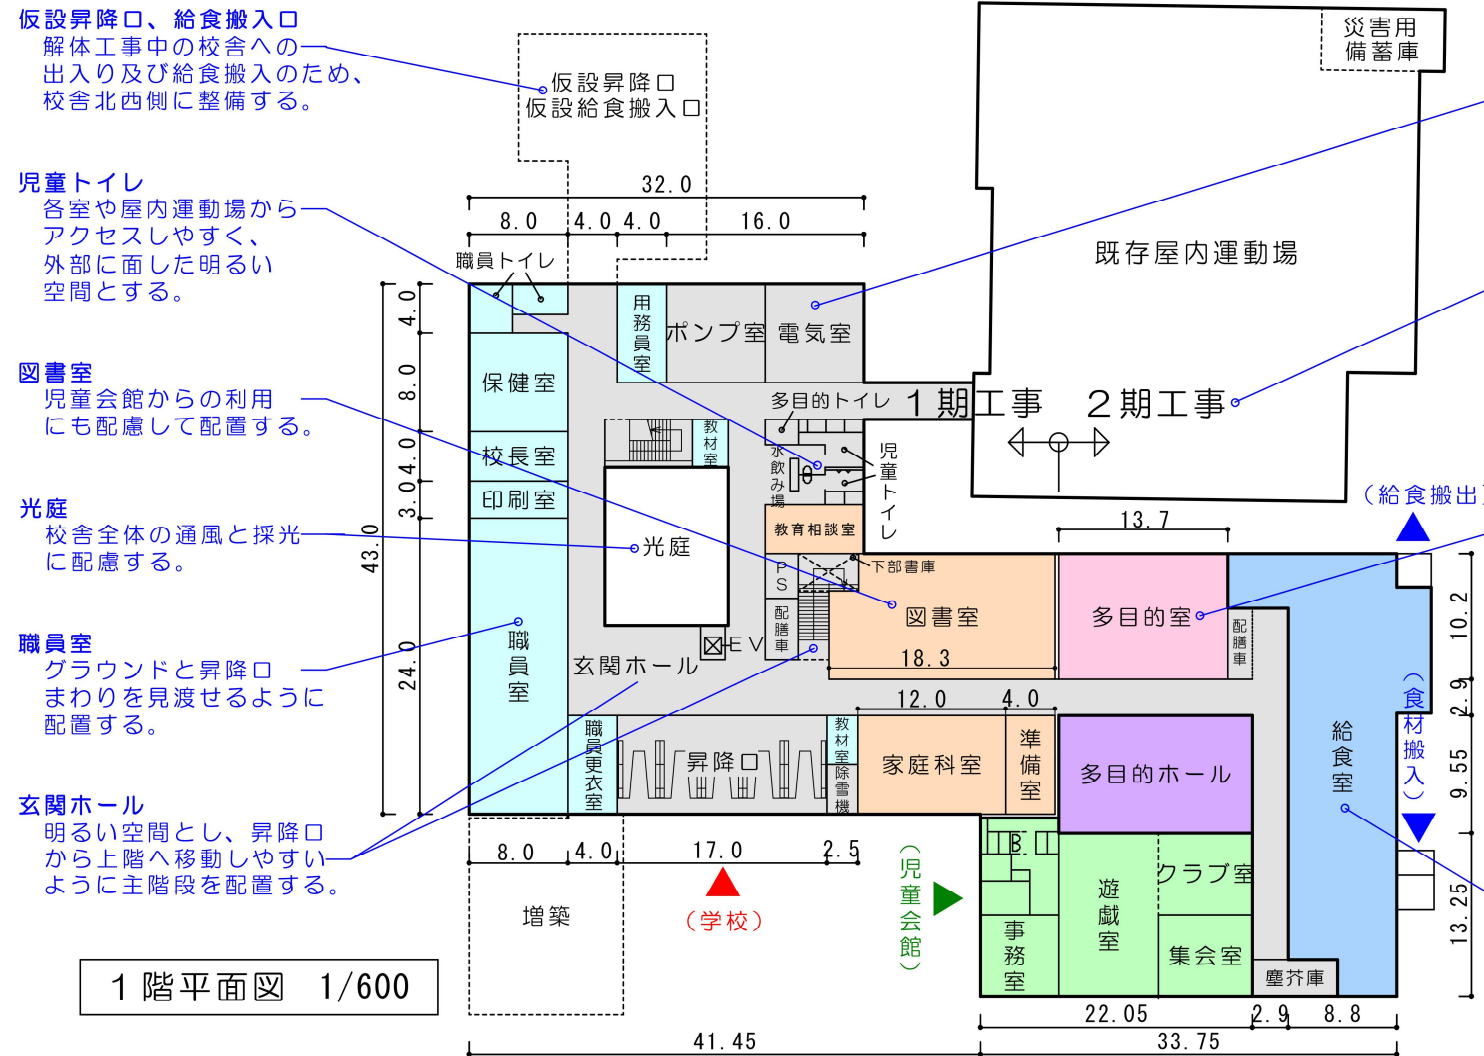 仮設昇降口、給食搬入口
解体工事中の校舎への
出入り及び給食搬入のため、
校舎北西側に整備する。
児童トイレ
各室や屋内運動場から
アクセスしやすく、
外部に面した明るい
空間とする。
図書室
児童会館からの利用
にも配慮して配置する。
光庭
校舎全体の通風と採光
に配慮する。
職員室
グラウンドと昇降口
まわりを見渡せるように
配置する。
玄関ホール
明るい空間とし、昇降口
から上階へ移動しやすい
ように主階段を配置する。
1階平面図 1/600
仮設昇降口
仮設給食搬入口
災害用
備蓄庫
既存屋内運動場
32.0
8.0
4.0
4.0
16.0
職員トイレ
用務員室
ポンプ室
電気室
4.0
8.0
4.0
3.0
24.0
43.0
保健室
校長室
印刷室
職員室
教材室
多目的トイレ
1期工事
2期工事
水飲み場
児童トイレ
教育相談室
光庭
PS
配膳車
下部書庫
EV
玄関ホール
図書室
18.3
13.7
多目的室
配膳車
(給食搬出)
(食材搬入)
10.2
2.9
9.55
13.25
給食室
12.0
4.0
職員更衣室
昇降口
教材室
除雪機
家庭科室
準備室
多目的ホール
8.0
4.0
17.0
2.5
増築
(学校)
(児童会館)
B
事務室
遊戯室
クラブ室
集会室
塵芥庫
22.05
2.9
8.8
41.45
33.75